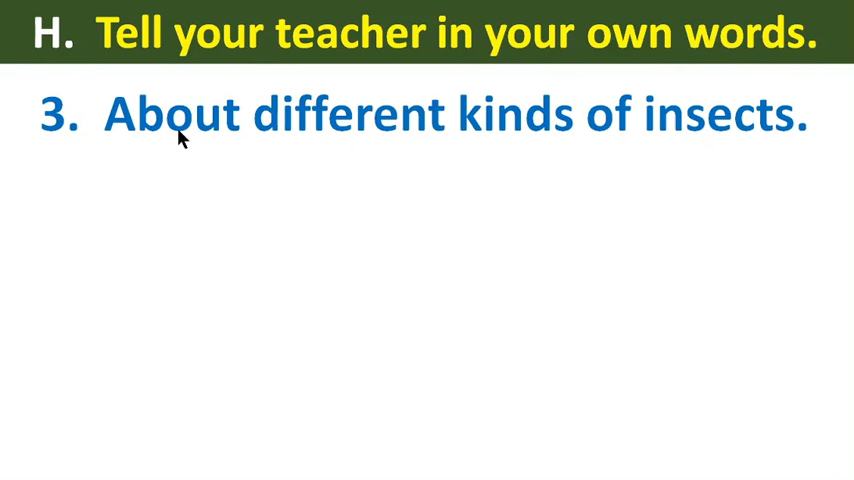 H. Tell your teacher in your own words.
3. About different kinds of insects.